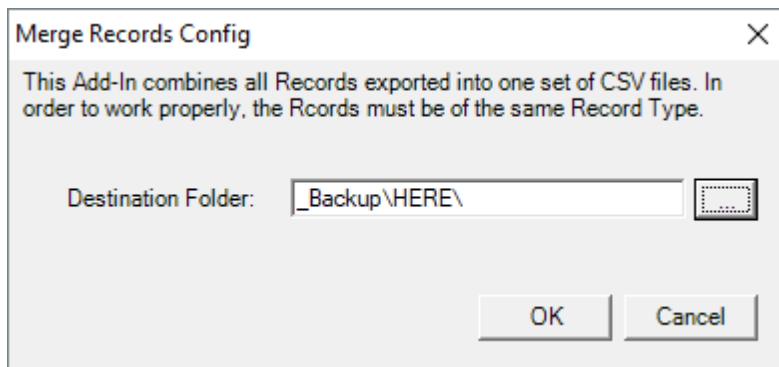 Merge Records Config
This Add-In combines all Records exported into one set of CSV files. In
order to work properly, the Rcords must be of the same Record Type.
Destination Folder: _Backup\HERE\ ...
OK Cancel